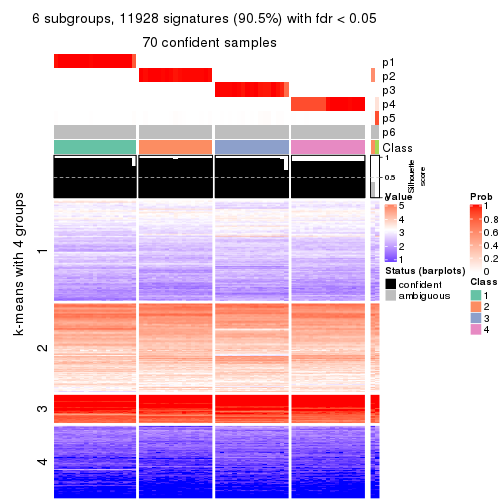 6 subgroups, 11928 signatures (90.5%) with fdr < 0.05
70 confident samples
p1
p2
p3
p4
p5
p6
Class
1
0.5
0
Silhouette
score
k-means with 4 groups
1
2
3
4
Value
5
4
3
2
1
Status (barplots)
confident
ambiguous
Prob
1
0.8
0.6
0.4
0.2
0
Class
1
2
3
4